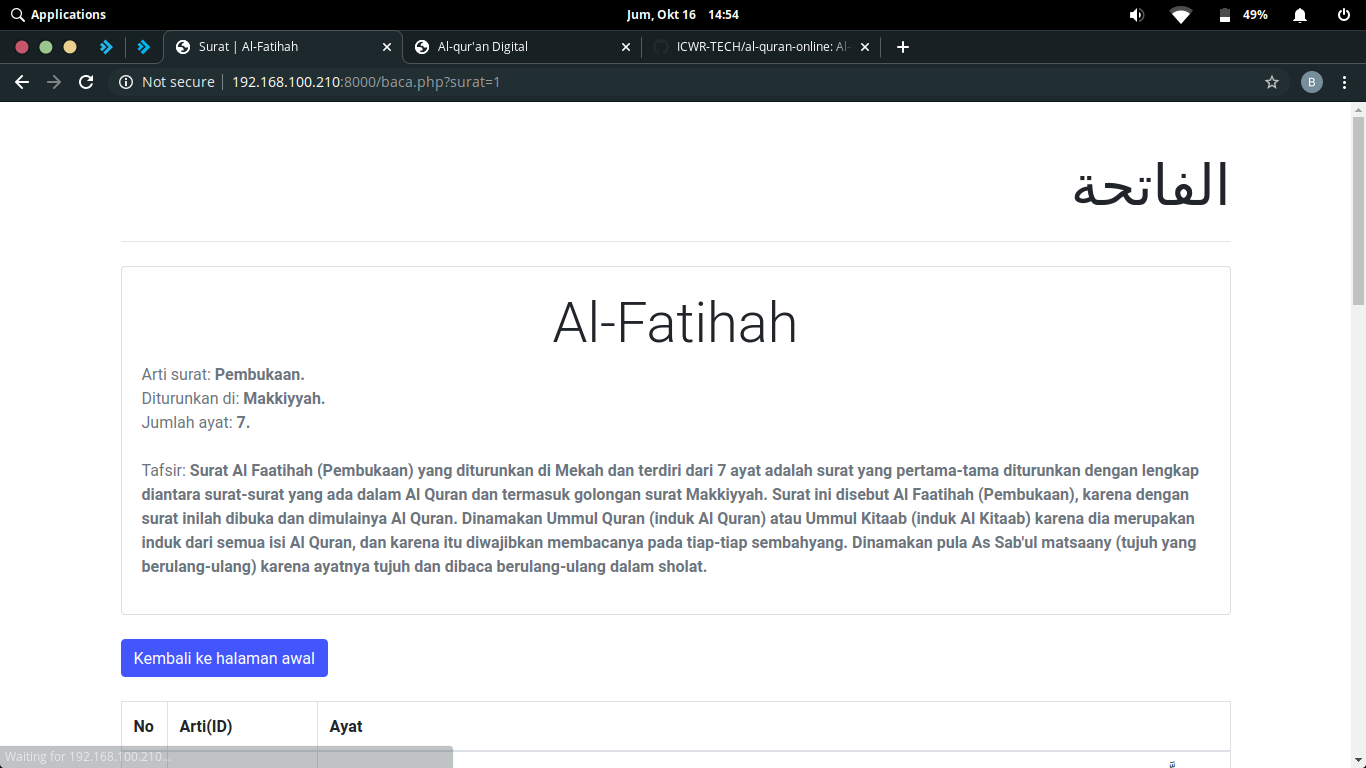 Applications
Jum, Okt 16 14:54
49%
Surat | Al-Fatihah
Al-qur'an Digital
ICWR-TECH/al-quran-online: Al-
Not secure
192.168.100.210:8000/baca.php?surat=1
B
الفاتحة
Al-Fatihah
Arti surat: Pembukaan.
Diturunkan di: Makkiyyah.
Jumlah ayat: 7.
Tafsir: Surat Al Faatihah (Pembukaan) yang diturunkan di Mekah dan terdiri dari 7 ayat adalah surat yang pertama-tama diturunkan dengan lengkap
diantara surat-surat yang ada dalam Al Quran dan termasuk golongan surat Makkiyyah. Surat ini disebut Al Faatihah (Pembukaan), karena dengan
surat inilah dibuka dan dimulainya Al Quran. Dinamakan Ummul Quran (induk Al Quran) atau Ummul Kitaab (induk Al Kitaab) karena dia merupakan
induk dari semua isi Al Quran, dan karena itu diwajibkan membacanya pada tiap-tiap sembahyang. Dinamakan pula As Sab'ul matsaany (tujuh yang
berulang-ulang) karena ayatnya tujuh dan dibaca berulang-ulang dalam sholat.
Kembali ke halaman awal
No Arti(ID) Ayat
Waiting for 192.168.100.210...